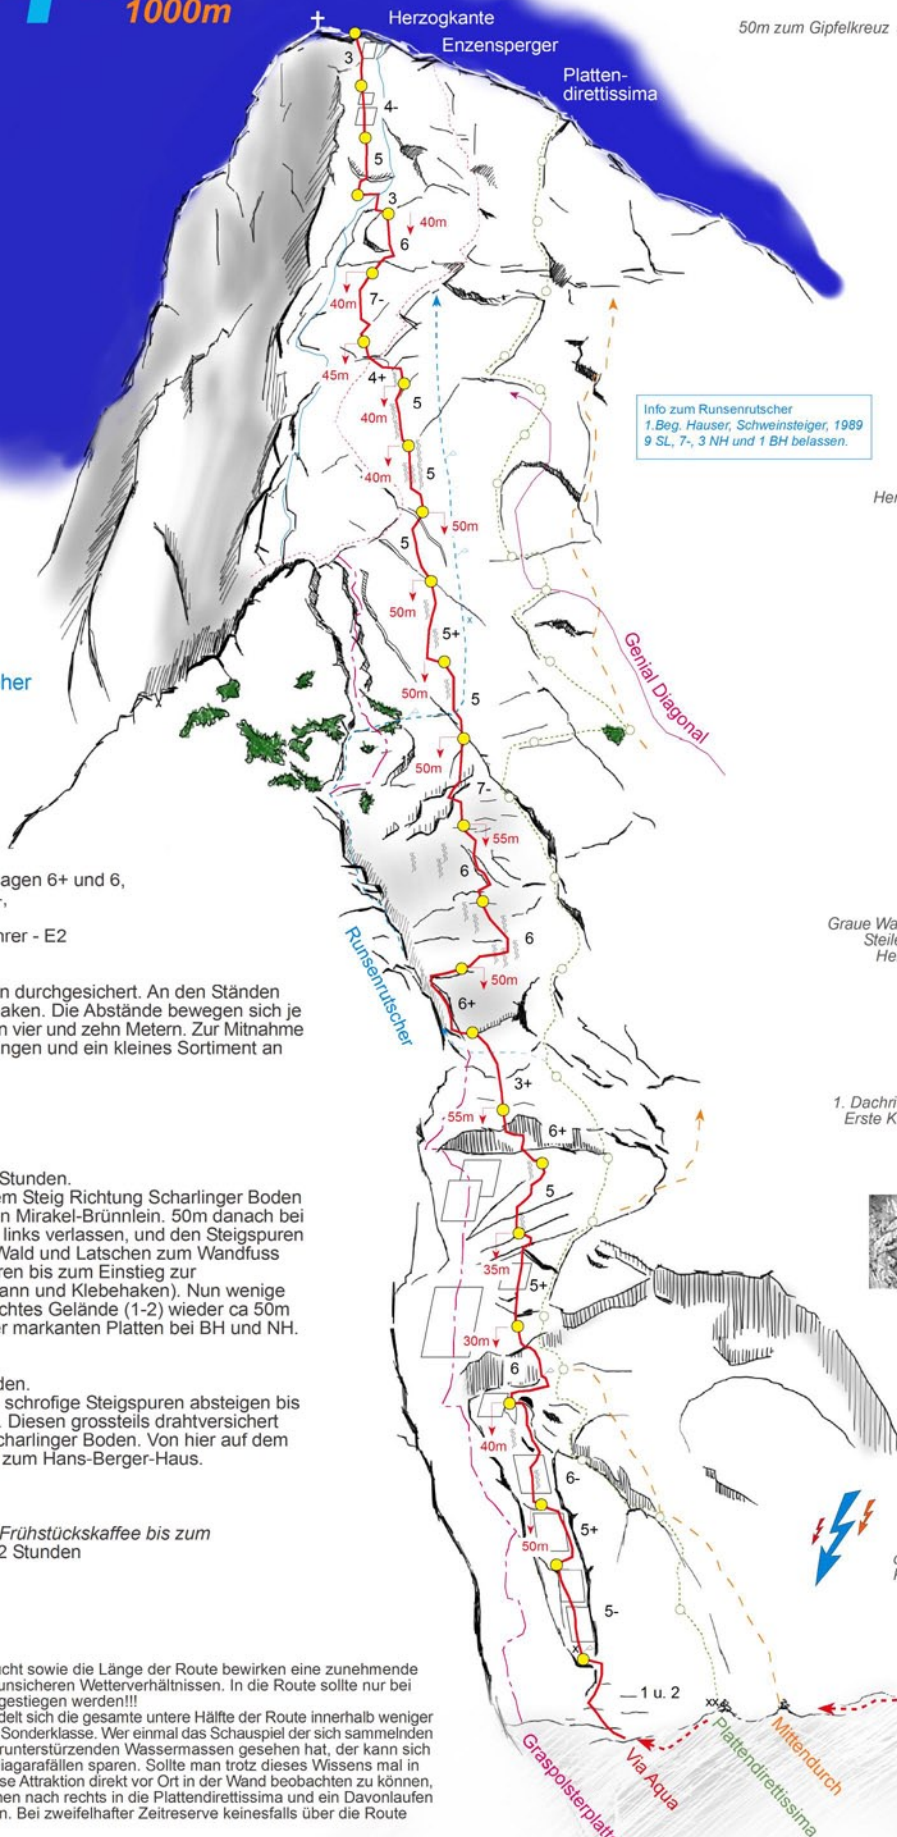 1000m
Herzogkante
Enzensperger
Platten-
direttissima
50m zum Gipfelkreuz
3
4-
5
3
40m
6
40m
7-
45m
4+
5
40m
40m
5
50m
5
50m
5+
50m
5
50m
7-
55m
6
6
50m
6+
3+
55m
6+
5
35m
5+
30m
6
40m
6-
5+
50m
5-
x
1 u. 2
xx
x
Info zum Runsenrutscher
1.Beg. Hauser, Schweinsteiger, 1989
9 SL, 7-, 3 NH und 1 BH belassen.
Her
Genial Diagonal
her
agen 6+ und 6,
hrer - E2
n durchgesichert. An den Ständen
aken. Die Abstände bewegen sich je
n vier und zehn Metern. Zur Mitnahme
ngen und ein kleines Sortiment an
Runsenrutscher
Graue Wa
Steile
He
1. Dachri
Erste K
Stunden.
em Steig Richtung Scharlinger Boden
n Mirakel-Brünnlein. 50m danach bei
links verlassen, und den Steigspuren
Wald und Latschen zum Wandfuss
ren bis zum Einstieg zur
ann und Klebehaken). Nun wenige
chtes Gelände (1-2) wieder ca 50m
er markanten Platten bei BH und NH.
den.
schrofige Steigspuren absteigen bis
. Diesen grossteils drahtversichert
charlinger Boden. Von hier auf dem
zum Hans-Berger-Haus.
Frühstückskaffee bis zum
2 Stunden
cht sowie die Länge der Route bewirken eine zunehmende
unsicheren Wetterverhältnissen. In die Route sollte nur bei
gestiegen werden!!!
delt sich die gesamte untere Hälfte der Route innerhalb weniger
Sonderklasse. Wer einmal das Schauspiel der sich sammelnden
runterstürzenden Wassermassen gesehen hat, der kann sich
iagarafällen sparen. Sollte man trotz dieses Wissens mal in
se Attraktion direkt vor Ort in der Wand beobachten zu können,
nen nach rechts in die Plattendirettissima und ein Davonlaufen
n. Bei zweifelhafter Zeitreserve keinesfalls über die Route
Graspolsterplatt
Via Aqua
Plattendirettissima
Mittendurch